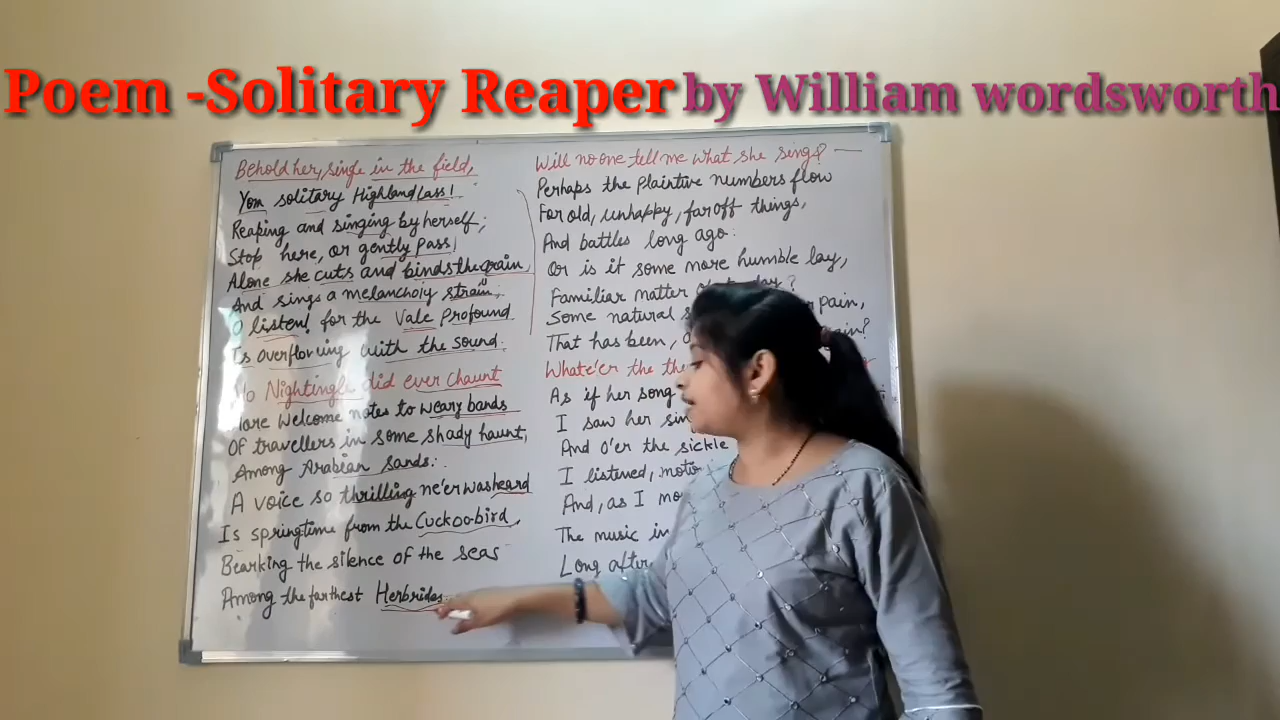 Poem -Solitary Reaper by William wordsworth
Behold her, single in the field,
Yon solitary Highland Lass!
Reaping and singing by herself;
Stop here, or gently pass!
Alone she cuts and binds the grain,
And sings a melancholy strain;
O listen! for the Vale Profound
Is overflowing with the sound.
No Nightingle did ever chaunt
More welcome notes to weary bands
Of travellers in some shady haunt,
Among Arabian sands.
A voice so thrilling ne'er was heard
Is springtime from the Cuckoo-bird,
Bearking the silence of the seas
Among the farthest Herbrides
Will no one tell me what she sings? —
Perhaps the plaintive numbers flow
For old, unhappy, far off things,
And battles long ago.
Or is it some more humble lay,
Familiar matter day?
Some natural pain,
That has been,
Whate'er the
As if her song
I saw her
And o'er the sickle
I listened,
And, as I
The music in
Long after